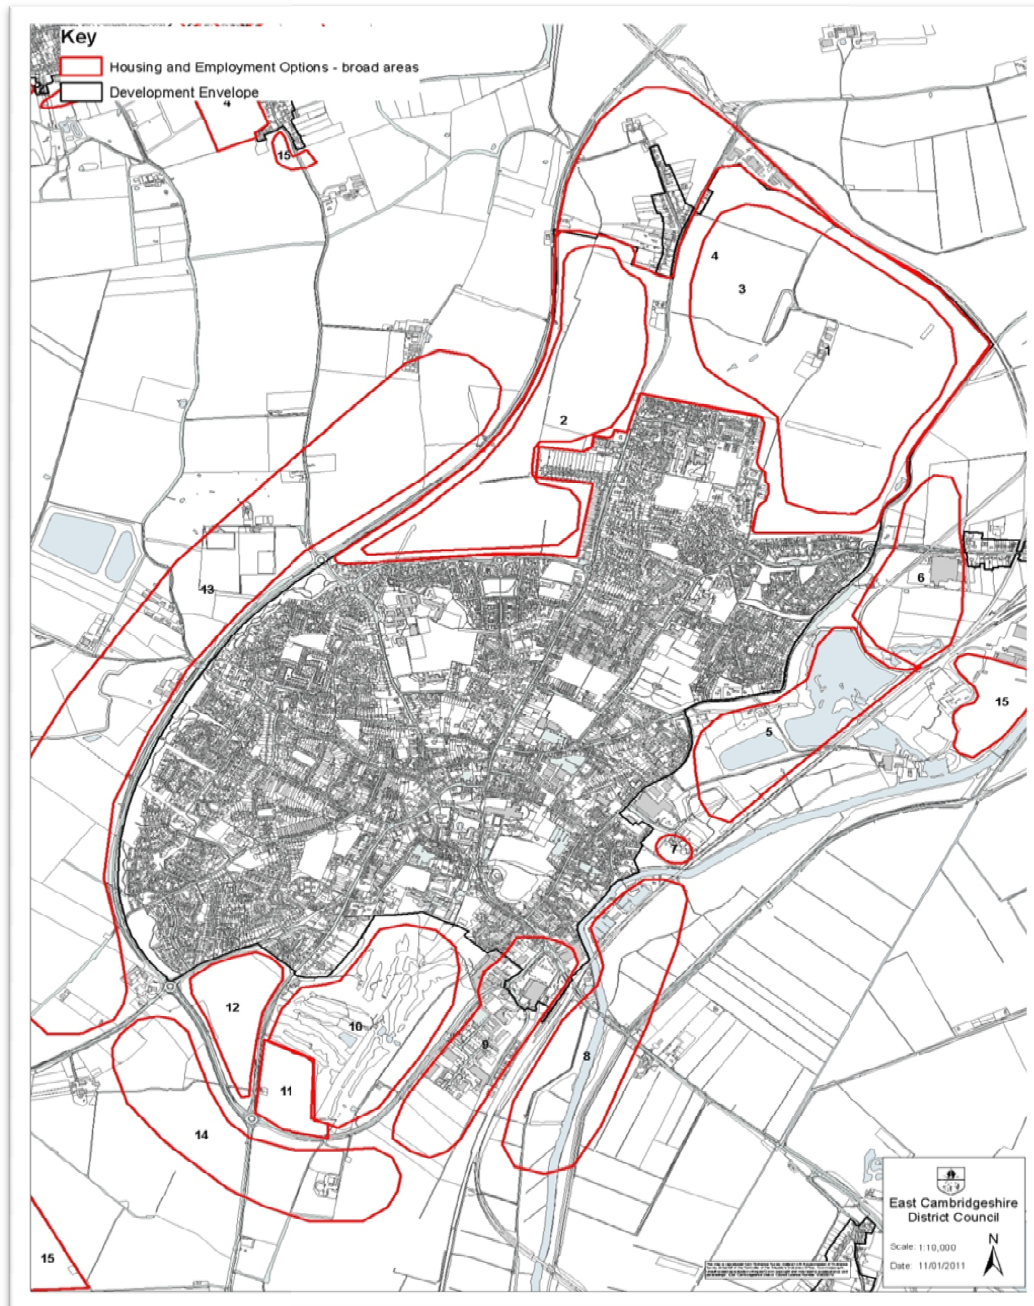 Key
Housing and Employment Options - broad areas
Development Envelope
4
15
4
3
1
2
6
13
15
5
7
12
10
9
8
11
14
15
East Cambridgeshire
District Council
Scale: 1:10,000
Date: 11/01/2011
N